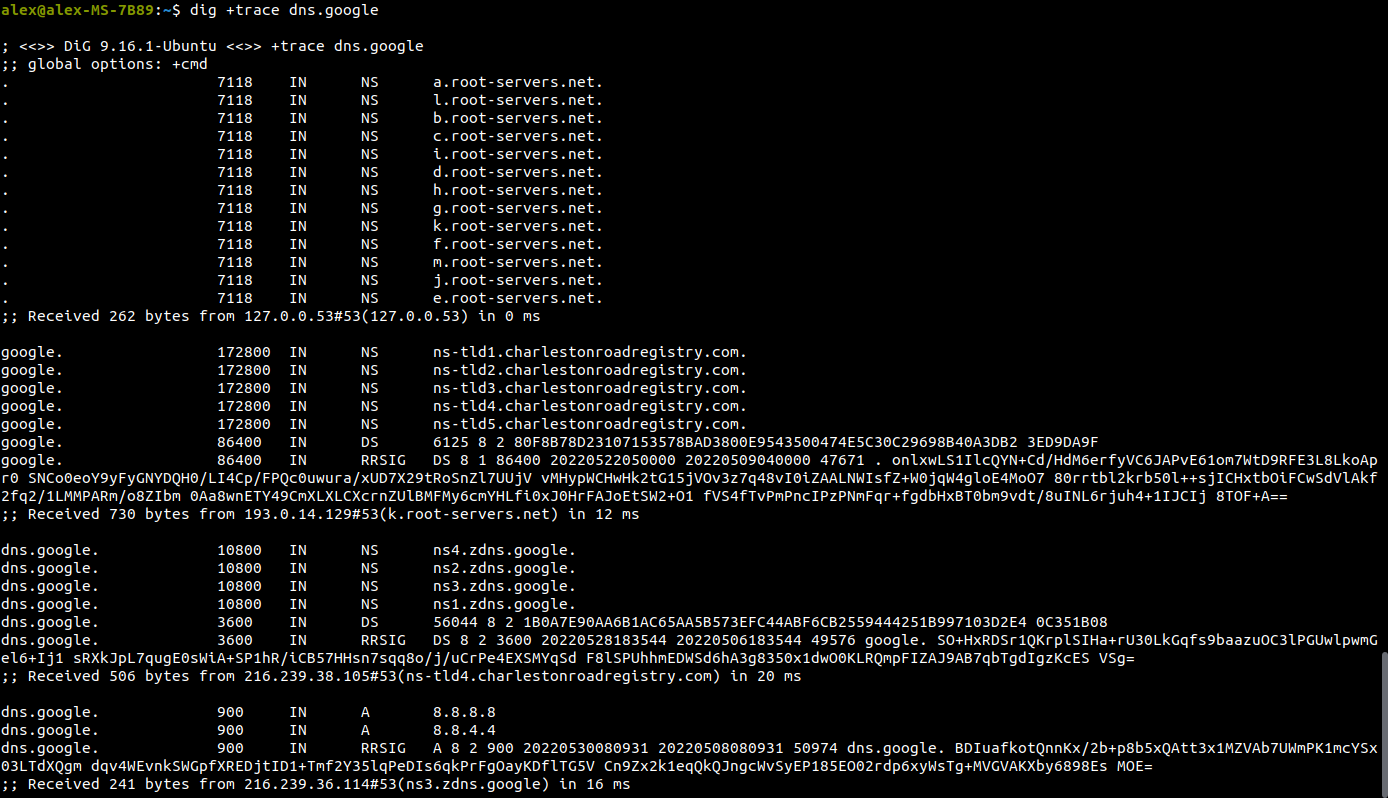 alex@alex-MS-7B89:~$ dig +trace dns.google
; <<>> DiG 9.16.1-Ubuntu <<>> +trace dns.google
;; global options: +cmd
. 7118 IN NS a.root-servers.net.
. 7118 IN NS l.root-servers.net.
. 7118 IN NS b.root-servers.net.
. 7118 IN NS c.root-servers.net.
. 7118 IN NS i.root-servers.net.
. 7118 IN NS d.root-servers.net.
. 7118 IN NS h.root-servers.net.
. 7118 IN NS g.root-servers.net.
. 7118 IN NS k.root-servers.net.
. 7118 IN NS f.root-servers.net.
. 7118 IN NS m.root-servers.net.
. 7118 IN NS j.root-servers.net.
. 7118 IN NS e.root-servers.net.
;; Received 262 bytes from 127.0.0.53#53(127.0.0.53) in 0 ms
google. 172800 IN NS ns-tld1.charlestonroadregistry.com.
google. 172800 IN NS ns-tld2.charlestonroadregistry.com.
google. 172800 IN NS ns-tld3.charlestonroadregistry.com.
google. 172800 IN NS ns-tld4.charlestonroadregistry.com.
google. 172800 IN NS ns-tld5.charlestonroadregistry.com.
google. 86400 IN DS 6125 8 2 80F8B78D23107153578BAD3800E9543500474E5C30C29698B40A3DB2 3ED9DA9F
google. 86400 IN RRSIG DS 8 1 86400 20220522050000 20220509040000 47671 . onlxwLS1IlcQYN+Cd/HdM6erfyVC6JAPvE61om7WtD9RFE3L8LkoAp
r0 SNCo0eoY9yFyGNYDQH0/LI4Cp/FPQc0uwura/xUD7X29tRoSnZl7UUjV vMHypWCHwHk2tG15jVOv3z7q48vI0iZAALNWIsfZ+W0jqW4gloE4MoO7 80rrtbl2krb50l++sjICHxtbOiFCwSdVlAkf
2fq2/1LMMPARm/o8ZIbm 0Aa8wnETY49CmXLXLCXcrnZUlBMFMy6cmYHLfi0xJ0HrFAJoEtSW2+O1 fVS4fTvPmPncIPzPNmFqr+fgdbHxBT0bm9vdt/8uINL6rjuh4+1IJCIj 8TOF+A==
;; Received 730 bytes from 193.0.14.129#53(k.root-servers.net) in 12 ms
dns.google. 10800 IN NS ns4.zdns.google.
dns.google. 10800 IN NS ns2.zdns.google.
dns.google. 10800 IN NS ns3.zdns.google.
dns.google. 10800 IN NS ns1.zdns.google.
dns.google. 3600 IN DS 56044 8 2 1B0A7E90AA6B1AC65AA5B573EFC44ABF6CB2559444251B997103D2E4 0C351B08
dns.google. 3600 IN RRSIG DS 8 2 3600 20220528183544 20220506183544 49576 google. SO+HxRDSr1QKrplSIHa+rU30LkGqfs9baazuOC3lPGUwlpwmG
el6+Ij1 sRXkJpL7qugE0sWiA+SP1hR/iCB57HHsn7sqq8o/j/uCrPe4EXSMYqSd F8lSPUhhmEDWSd6hA3g8350x1dwO0KLRQmpFIZAJ9AB7qbTgdIgzKcES VSg=
;; Received 506 bytes from 216.239.38.105#53(ns-tld4.charlestonroadregistry.com) in 20 ms
dns.google. 900 IN A 8.8.8.8
dns.google. 900 IN A 8.8.4.4
dns.google. 900 IN RRSIG A 8 2 900 20220530080931 20220508080931 50974 dns.google. BDIuafkotQnnKx/2b+p8b5xQAtt3x1MZVAb7UWmPK1mcYSx
03LTdXQgm dqv4WEvnkSWGpfXREDjtID1+Tmf2Y35lqPeDIs6qkPrFgOayKDflTG5V Cn9Zx2k1eqQkQJngcWvSyEP185EO02rdp6xyWsTg+MVGVAKXby6898Es MOE=
;; Received 241 bytes from 216.239.36.114#53(ns3.zdns.google) in 16 ms